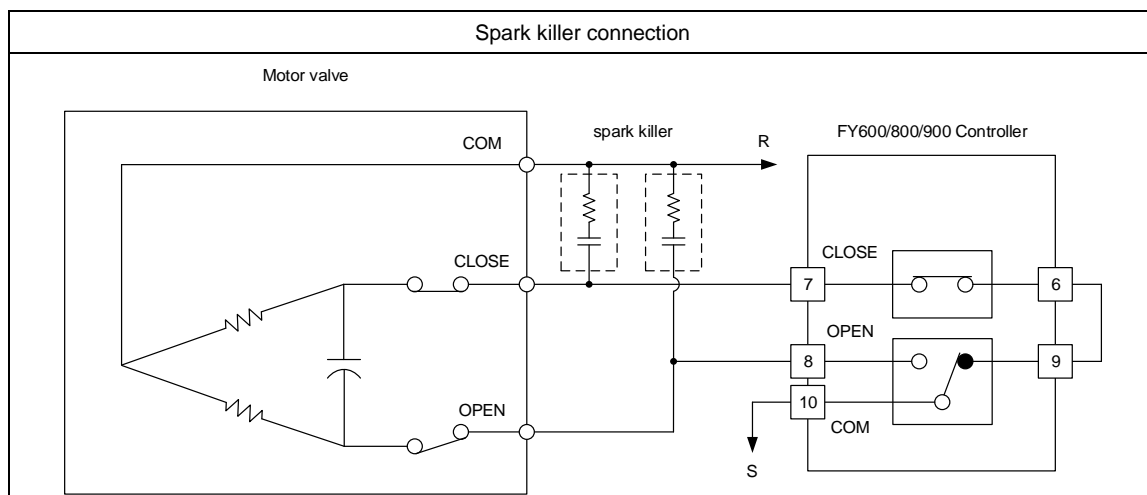 Spark killer connection
Motor valve
spark killer
FY600/800/900 Controller
COM
R
CLOSE
CLOSE
7
6
OPEN
8
9
OPEN
10
COM
S